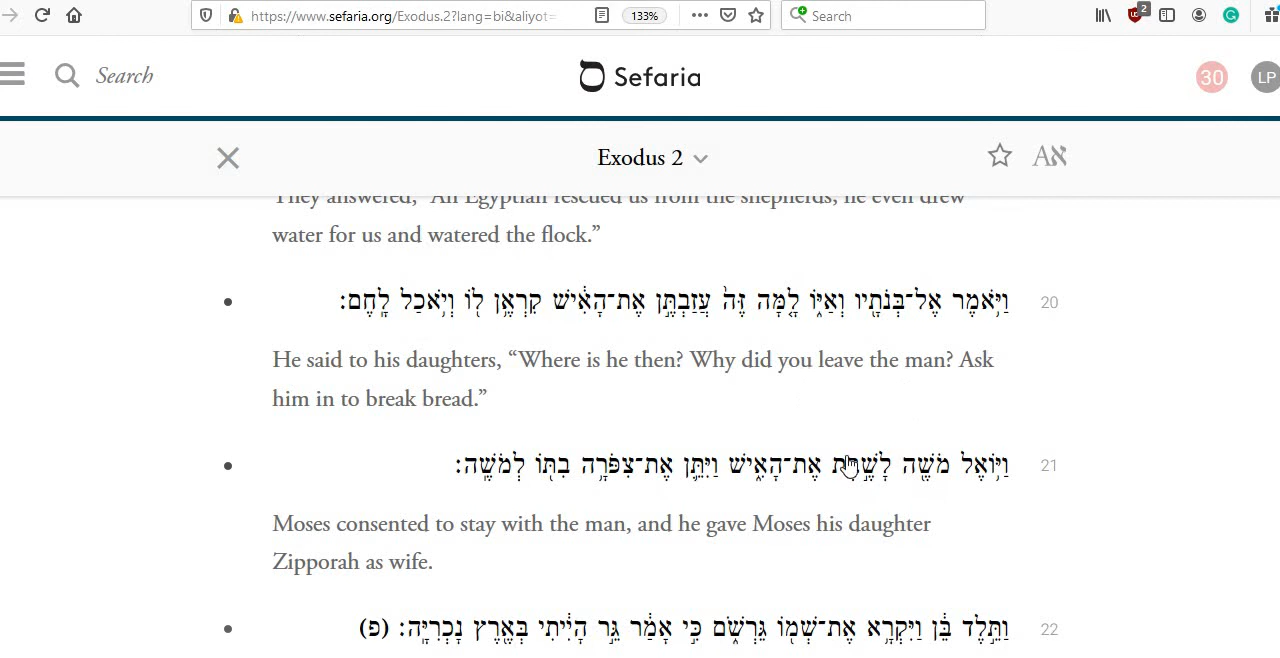 https://www.sefaria.org/Exodus.2?lang=bi&aliyot=
133%
Search
2
Search
Sefaria
30
LP
Exodus 2
Aא
They answered, “An Egyptian rescued us from the shepherds; he even drew
water for us and watered the flock.”
וַיֹּ֥אמֶר אֶל־בְּנֹתָ֖יו וְאַיּ֑וֹ לָ֤מָּה זֶּה֙ עֲזַבְתֶּ֣ן אֶת־הָאִ֔ישׁ קִרְאֶ֥ן ל֖וֹ וְיֹ֥אכַל לָֽחֶם׃
20
He said to his daughters, “Where is he then? Why did you leave the man? Ask
him in to break bread.”
וַיּ֥וֹאֶל מֹשֶׁ֖ה לָשֶׁ֣בֶת אֶת־הָאִ֑ישׁ וַיִּתֵּ֛ן אֶת־צִפֹּרָ֥ה בִתּ֖וֹ לְמֹשֶֽׁה׃
21
Moses consented to stay with the man, and he gave Moses his daughter
Zipporah as wife.
וַתֵּ֣לֶד בֵּ֔ן וַיִּקְרָ֥א אֶת־שְׁמ֖וֹ גֵּרְשֹׁ֑ם כִּ֣י אָמַ֔ר גֵּ֣ר הָיִ֔יתִי בְּאֶ֖רֶץ נָכְרִיָּֽה׃ (פ)
22